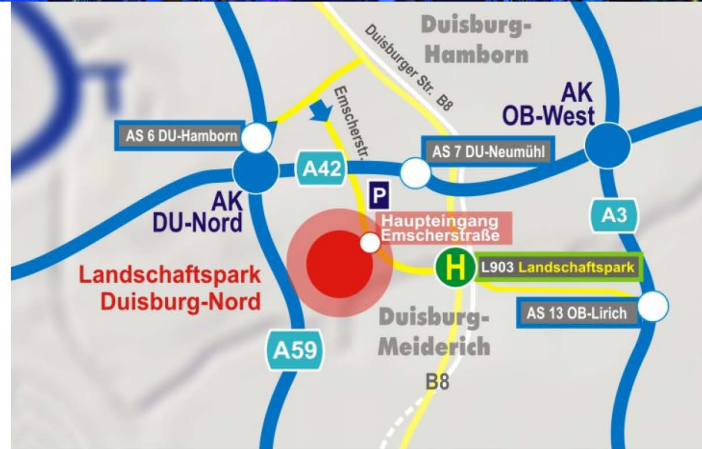 Duisburg-
Hamborn
Duisburger Str. B8
Emscherstr.
AK
OB-West
AS 6 DU-Hamborn
AS 7 DU-Neumühl
A42
AK
DU-Nord
P
A3
Haupteingang
Emscherstraße
Landschaftspark
Duisburg-Nord
H
L903 Landschaftspark
AS 13 OB-Lirich
Duisburg-
Meiderich
A59
B8